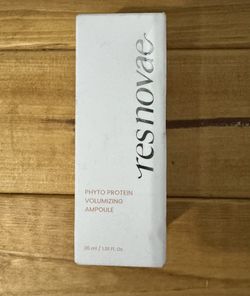 resnovae
PHYTO PROTEIN
VOLUMIZING
AMPOULE
35 ml / 1.18 Fl. Oz.